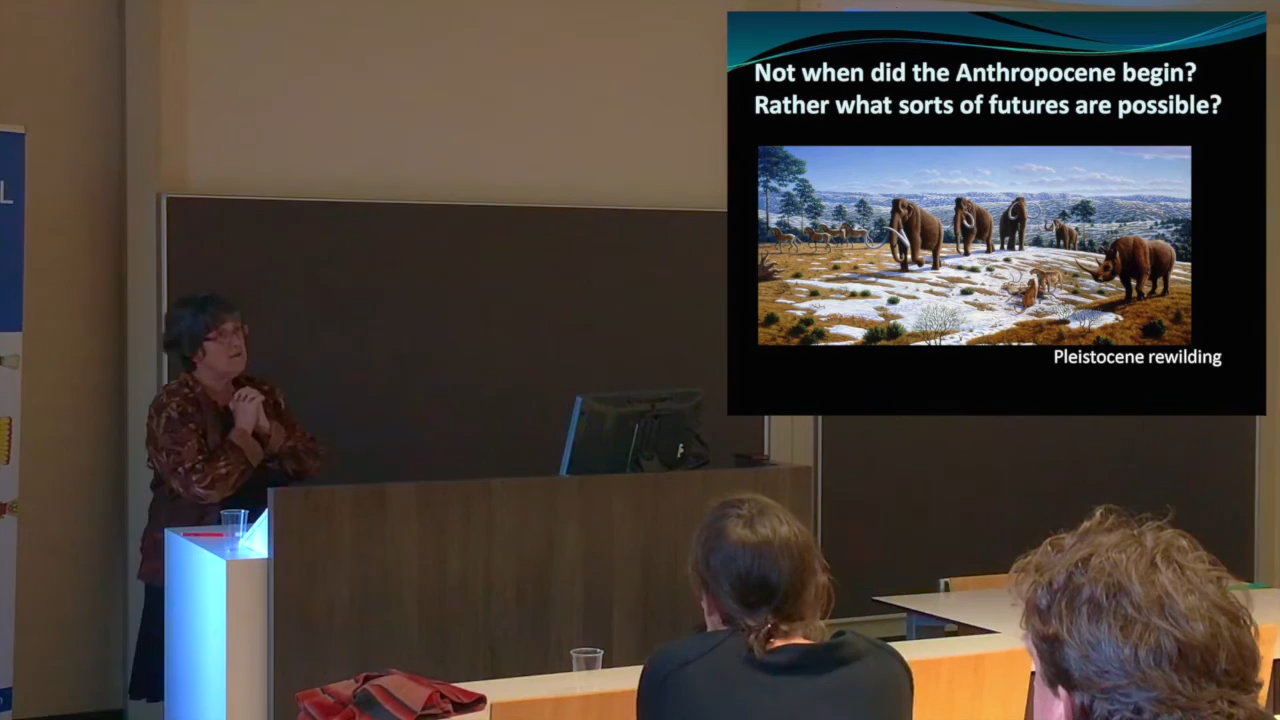 L
Not when did the Anthropocene begin?
Rather what sorts of futures are possible?
Pleistocene rewilding